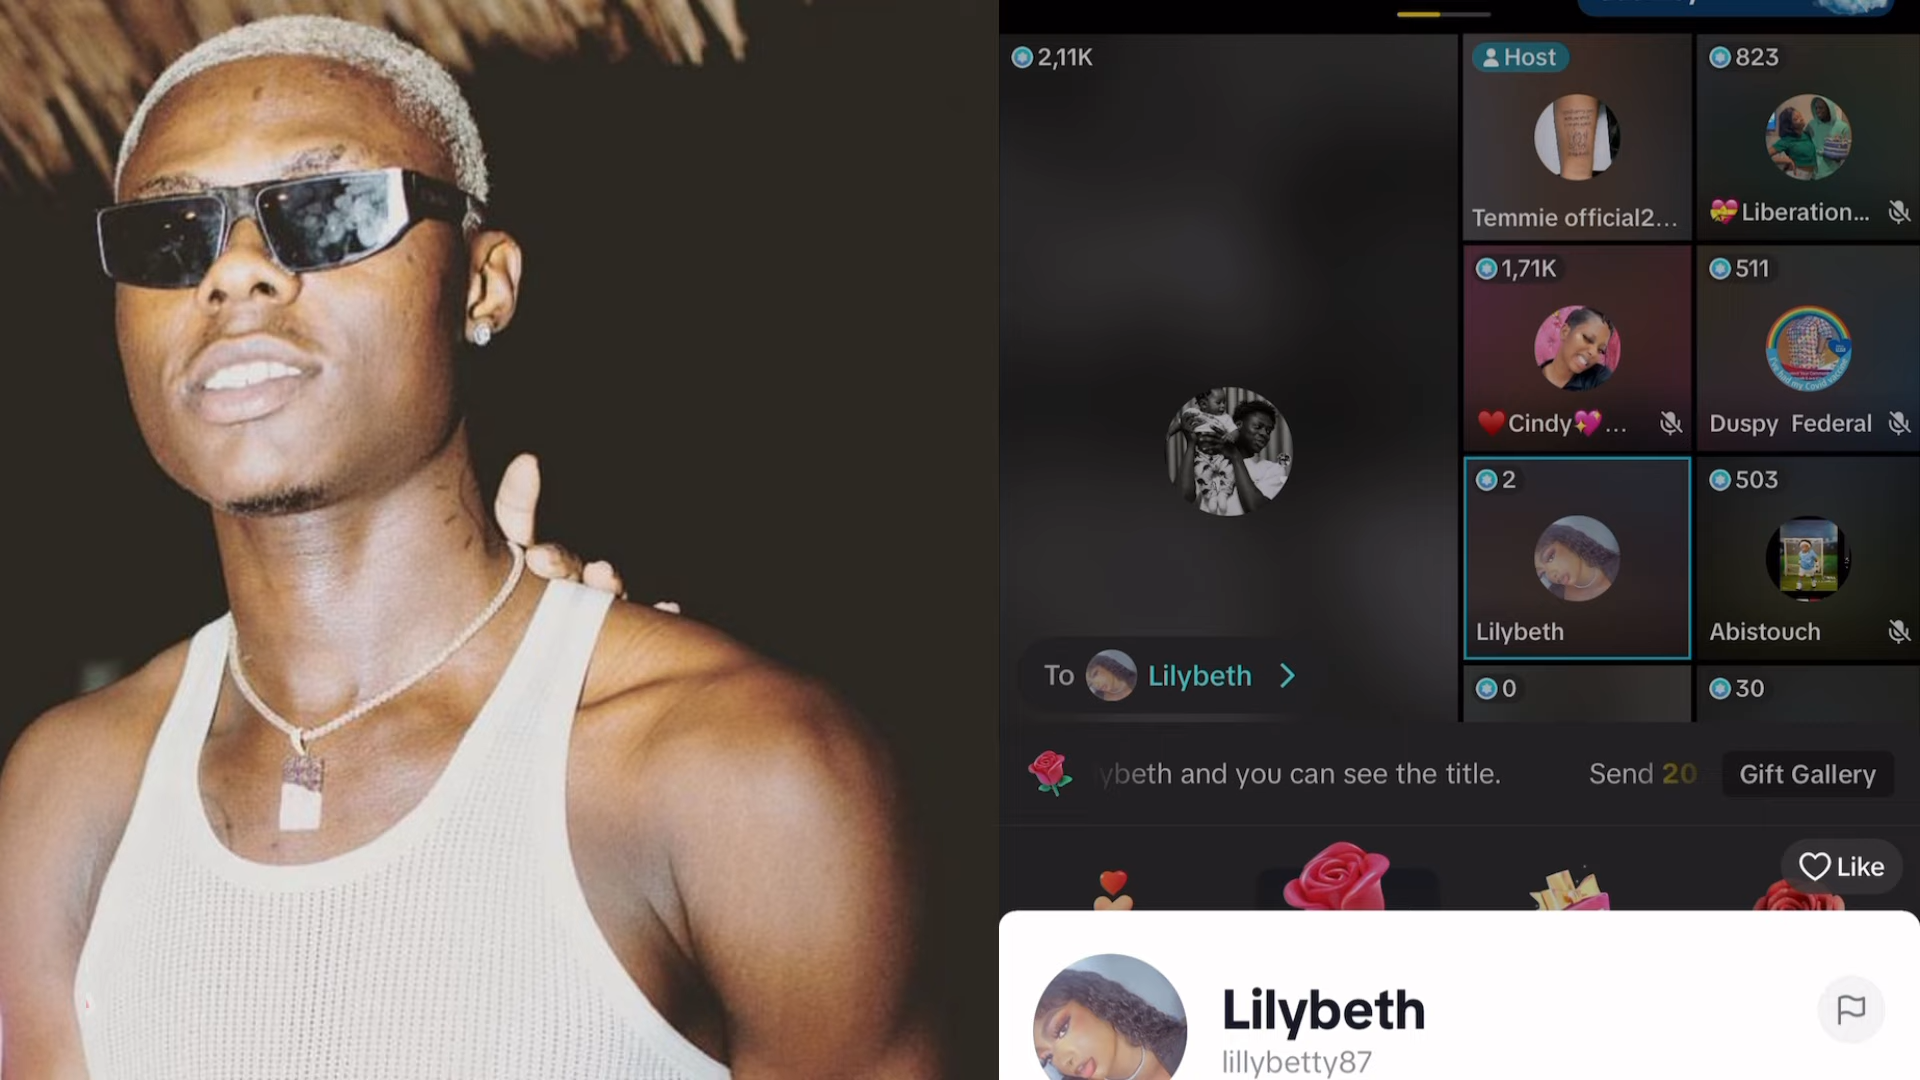 2,11K
Host
Temmie official2...
823
💝Liberation...
1,71K
❤️Cindy💖...
511
Duspy Federal
2
Lilybeth
503
Abistouch
To Lilybeth >
0
30
ybeth and you can see the title.
Send 20
Gift Gallery
Like
Lilybeth
lillybetty87